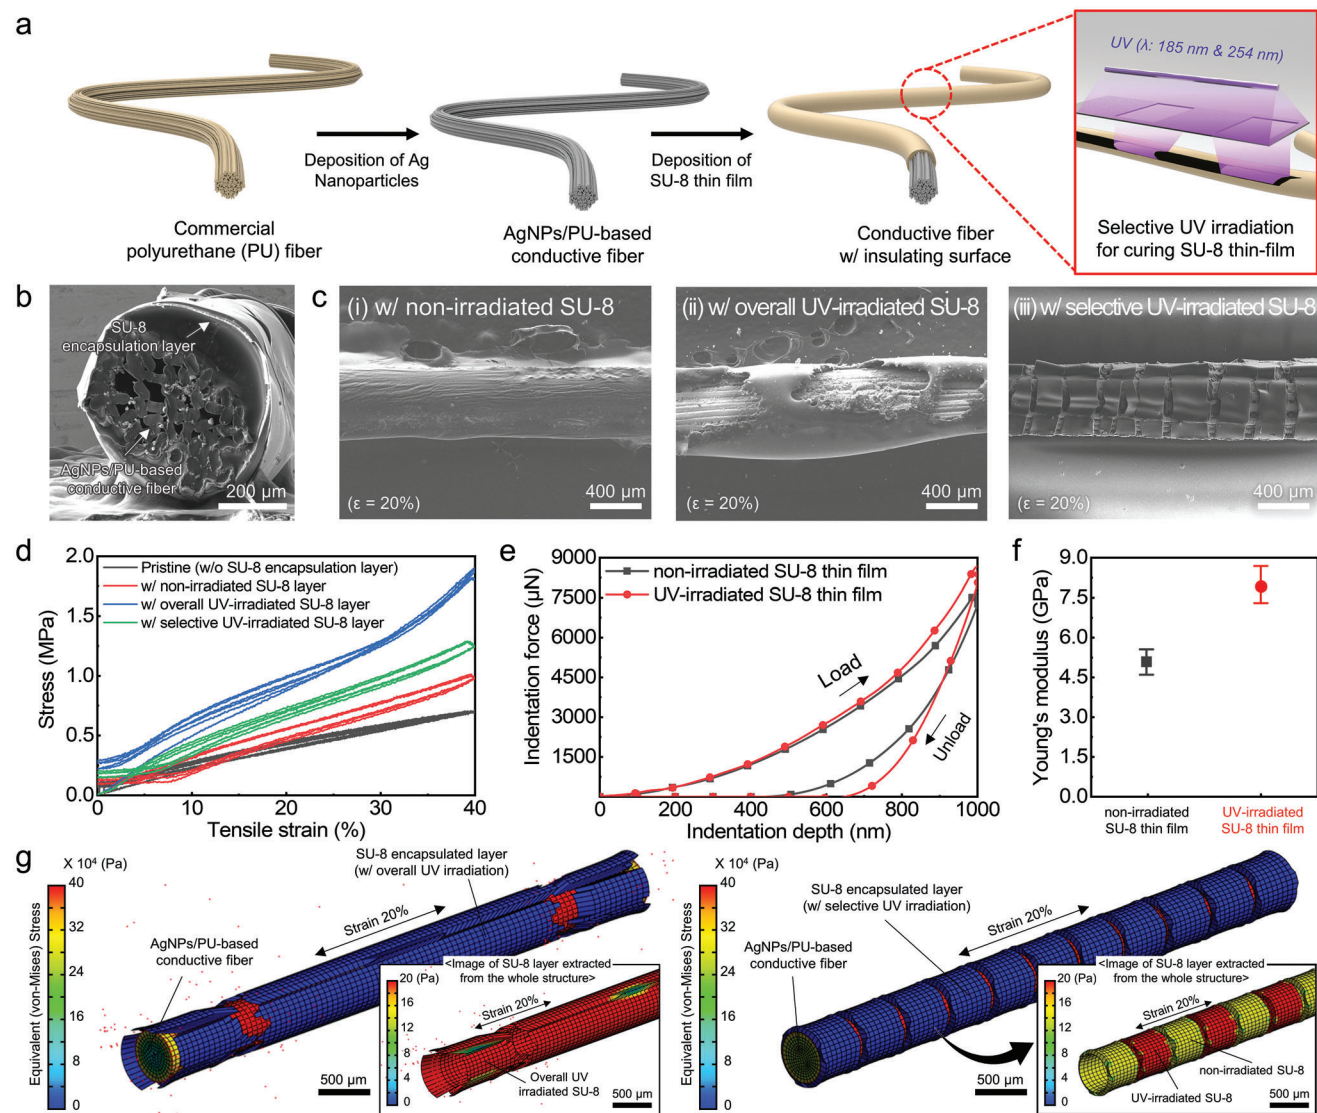 a
UV (λ: 185 nm & 254 nm)
Deposition of Ag
Nanoparticles
Deposition of
SU-8 thin film
Commercial
polyurethane (PU) fiber
AgNPs/PU-based
conductive fiber
Conductive fiber
w/ insulating surface
Selective UV irradiation
for curing SU-8 thin-film
b
SU-8
encapsulation layer
AgNPs/PU-based
conductive fiber
200 μm
c
(i) w/ non-irradiated SU-8
(ε = 20%)
400 μm
(ii) w/ overall UV-irradiated SU-8
(ε = 20%)
400 μm
(iii) w/ selective UV-irradiated SU-8
(ε = 20%)
400 μm
d
Stress (MPa)
2.0
1.5
1.0
0.5
0.0
Pristine (w/o SU-8 encapsulation layer)
w/ non-irradiated SU-8 layer
w/ overall UV-irradiated SU-8 layer
w/ selective UV-irradiated SU-8 layer
0 10 20 30 40
Tensile strain (%)
e
Indentation force (μN)
9000
7500
6000
4500
3000
1500
non-irradiated SU-8 thin film
UV-irradiated SU-8 thin film
Load
Unload
0 200 400 600 800 1000
Indentation depth (nm)
f
Young's modulus (GPa)
9.0
7.5
6.0
4.5
3.0
1.5
0.0
non-irradiated
SU-8 thin film
UV-irradiated
SU-8 thin film
g
X 10⁴ (Pa)
Equivalent (von-Mises) Stress
40
32
24
16
8
0
SU-8 encapsulated layer
(w/ overall UV irradiation)
Strain 20%
AgNPs/PU-based
conductive fiber
500 μm
<Image of SU-8 layer extracted
from the whole structure>
20 (Pa)
16
12
8
4
0
Strain 20%
Overall UV
irradiated SU-8
500 μm
X 10⁴ (Pa)
Equivalent (von-Mises) Stress
40
32
24
16
8
0
SU-8 encapsulated layer
(w/ selective UV irradiation)
Strain 20%
AgNPs/PU-based
conductive fiber
500 μm
<Image of SU-8 layer extracted
from the whole structure>
20 (Pa)
16
12
8
4
0
Strain 20%
non-irradiated SU-8
UV-irradiated SU-8
500 μm